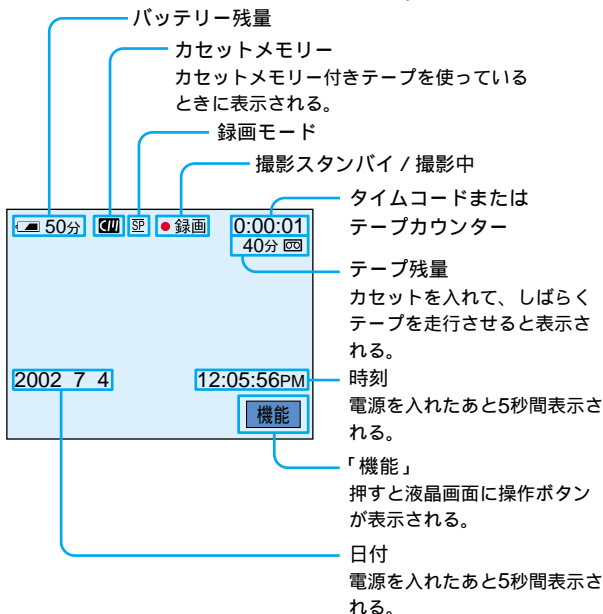 バッテリー残量
カセットメモリー
カセットメモリー付きテープを使っている
ときに表示される。
録画モード
撮影スタンバイ / 撮影中
タイムコードまたは
テープカウンター
50分 CM SP ●録画 0:00:01
40分
テープ残量
カセットを入れて、しばらく
テープを走行させると表示さ
れる。
2002 7 4 12:05:56PM
時刻
電源を入れたあと5秒間表示さ
れる。
機能
「機能」
押すと液晶画面に操作ボタン
が表示される。
日付
電源を入れたあと5秒間表示さ
れる。